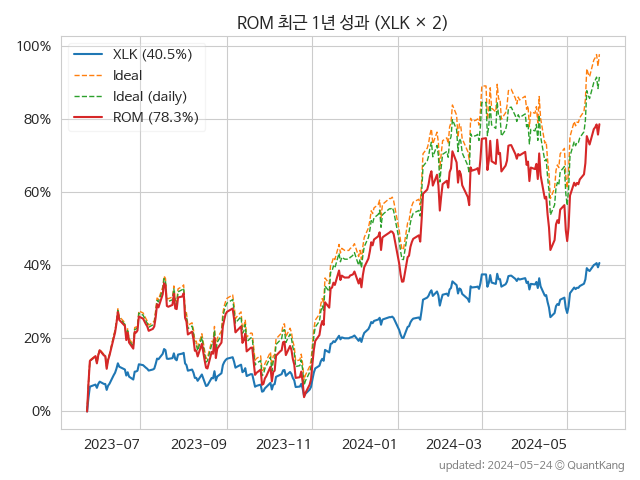 ROM 최근 1년 성과 (XLK × 2)
XLK (40.5%)
Ideal
Ideal (daily)
ROM (78.3%)
100%
80%
60%
40%
20%
0%
2023-07
2023-09
2023-11
2024-01
2024-03
2024-05
updated: 2024-05-24 © QuantKang